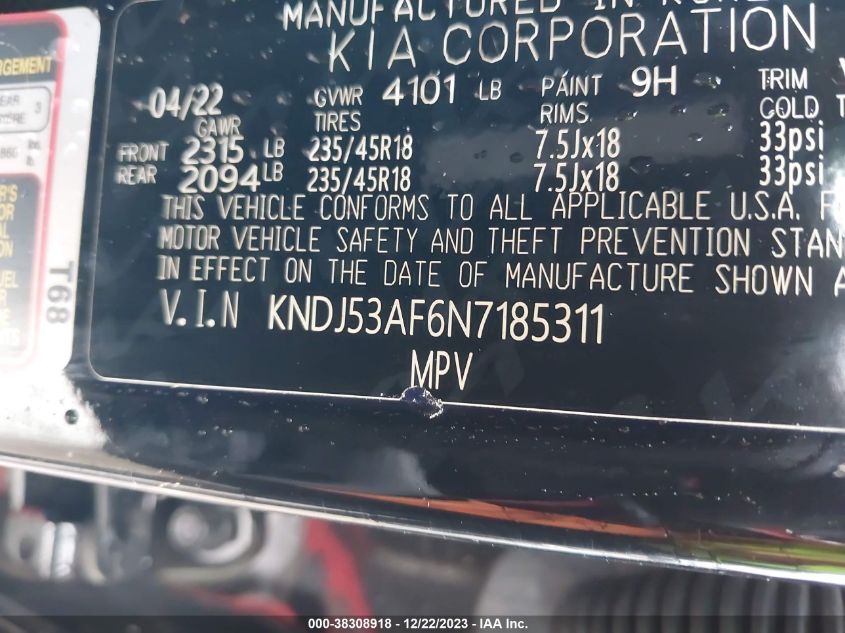 MANUFACTURED IN
KIA CORPORATION
04/22 GVWR 4101 LB PAINT 9H TRIM
GAWR TIRES RIMS COLD
FRONT 2315 LB 235/45R18 7.5Jx18 33psi
REAR 2094 LB 235/45R18 7.5Jx18 33psi
THIS VEHICLE CONFORMS TO ALL APPLICABLE U.S.A.
MOTOR VEHICLE SAFETY AND THEFT PREVENTION
IN EFFECT ON THE DATE OF MANUFACTURE SHOWN
V.I.N KNDJ53AF6N7185311
MPV
T68
000-38308918 - 12/22/2023 - IAA Inc.